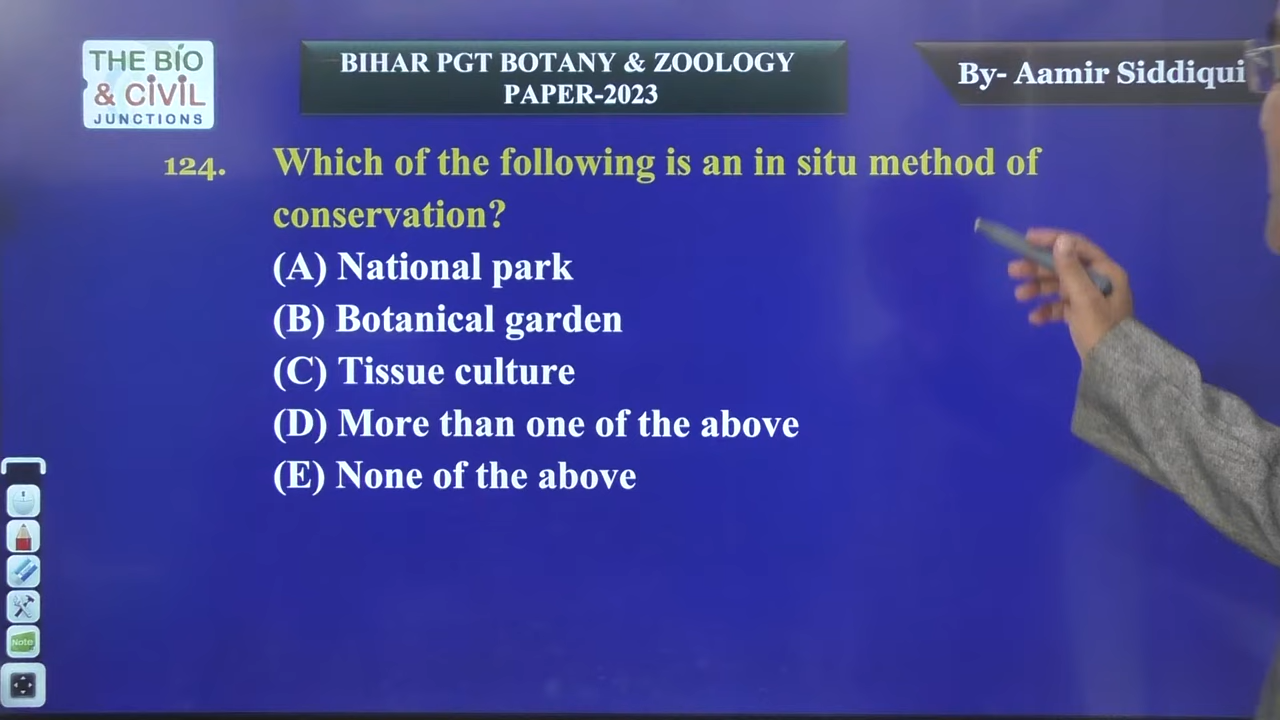 THE BIO
& CIVIL
JUNCTIONS
BIHAR PGT BOTANY & ZOOLOGY
PAPER-2023
By- Aamir Siddiqui
124. Which of the following is an in situ method of
conservation?
(A) National park
(B) Botanical garden
(C) Tissue culture
(D) More than one of the above
(E) None of the above
Note